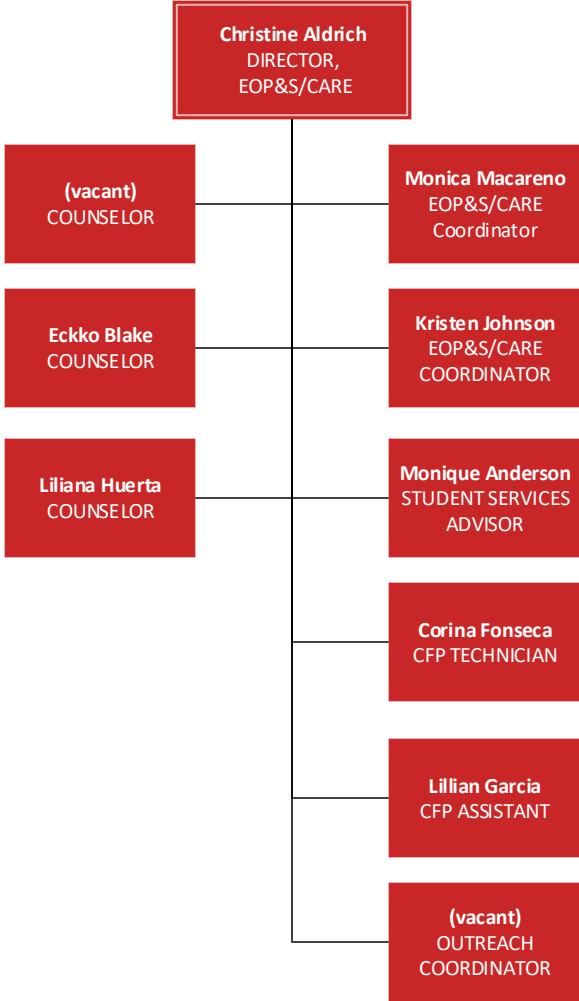 Christine Aldrich
DIRECTOR,
EOP&S/CARE
(vacant)
COUNSELOR
Monica Macareno
EOP&S/CARE
Coordinator
Eckko Blake
COUNSELOR
Kristen Johnson
EOP&S/CARE
COORDINATOR
Liliana Huerta
COUNSELOR
Monique Anderson
STUDENT SERVICES
ADVISOR
Corina Fonseca
CFP TECHNICIAN
Lillian Garcia
CFP ASSISTANT
(vacant)
OUTREACH
COORDINATOR